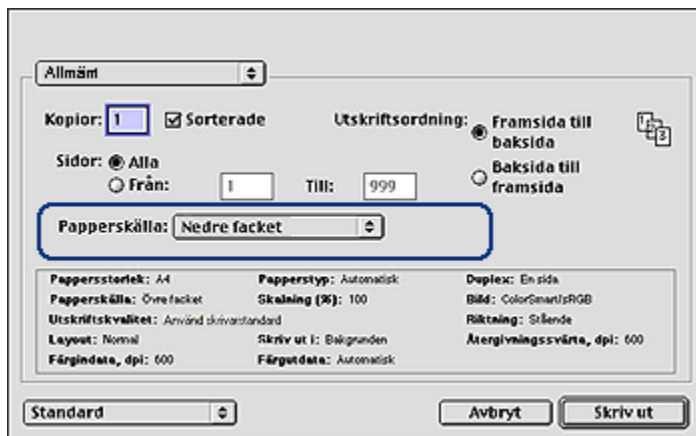 Allmänt
Kopior: 1 Sorterade Utskriftsordning: Framsida till baksida
Sidor: Alla Baksida till framsida
Från: 1 Till: 999
Papperskälla: Nedre facket
Pappersstorlek: A4 Papperstyp: Automatisk Duplex: En sida
Papperskälla: Övre facket Skalning (%): 100 Bild: ColorSmart/sRGB
Utskriftskvalitet: Använd skrivarstandard Riktning: Stående
Layout: Normal Skriv ut i: Bakgrunden Återgivningssvärta, dpi: 600
Färgindata, dpi: 600 Färgutdata: Automatisk
Standard Avbryt Skriv ut